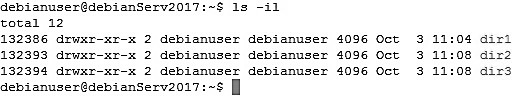 debianuser@debianServ2017:~$ ls -il
total 12
132386 drwxr-xr-x 2 debianuser debianuser 4096 Oct  3 11:04 dir1
132393 drwxr-xr-x 2 debianuser debianuser 4096 Oct  3 11:08 dir2
132394 drwxr-xr-x 2 debianuser debianuser 4096 Oct  3 11:08 dir3
debianuser@debianServ2017:~$